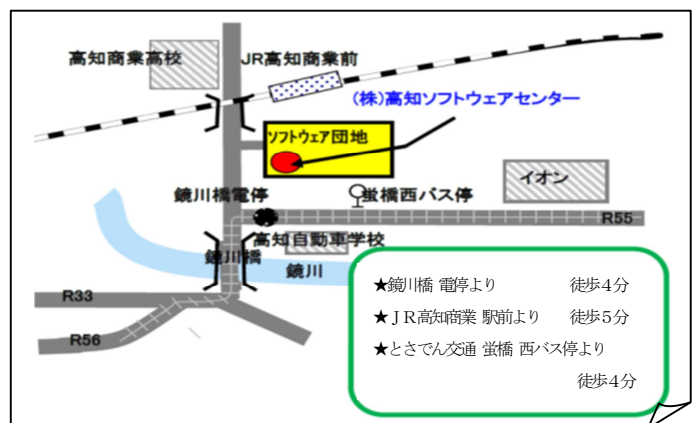 高知商業高校
JR高知商業前
(株)高知ソフトウェアセンター
ソフトウェア団地
イオン
鏡川橋電停
蛍橋西バス停
R55
高知自動車学校
鏡川橋
鏡川
R33
R56
★鏡川橋 電停より 徒歩4分
★JR高知商業 駅前より 徒歩5分
★とさでん交通 蛍橋 西バス停より
徒歩4分